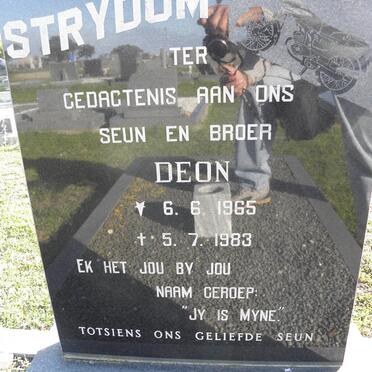 STRYDOM
TER
GEDACTENIS AAN ONS
SEUN EN BROER
DEON
* 6. 6. 1965
+ 5. 7. 1983
EK HET JOU BY JOU
NAAM GEROEP:
"JY IS MYNE."
TOTSIENS ONS GELIEFDE SEUN